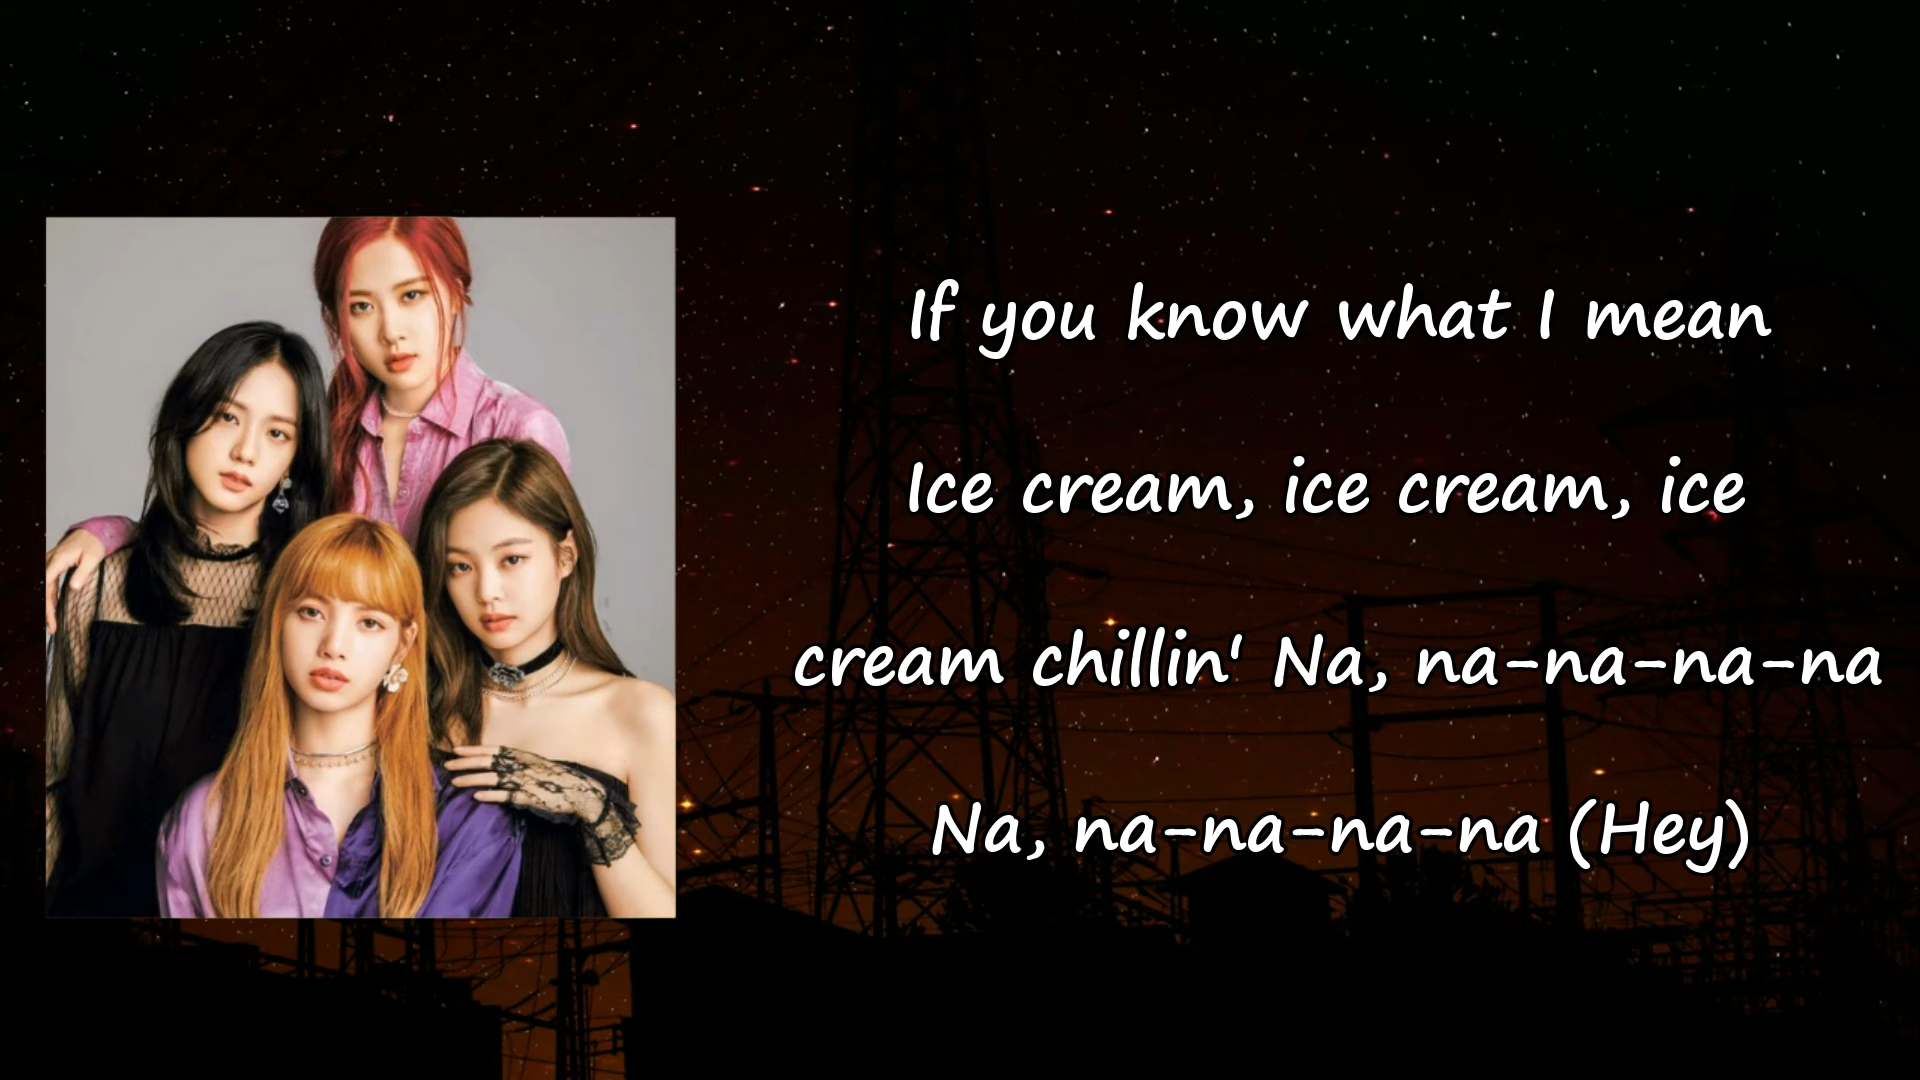 If you know what I mean
Ice cream, ice cream, ice
cream chillin' Na, na-na-na-na
Na, na-na-na-na (Hey)